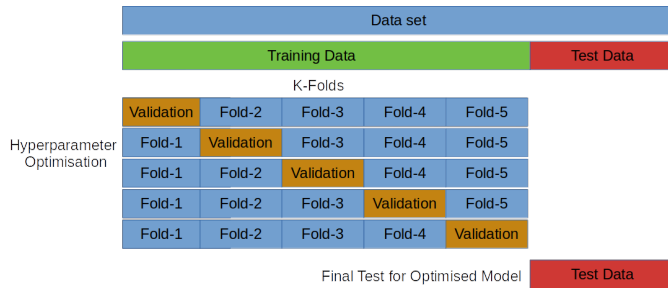 Data set
Training Data Test Data
K-Folds
Validation Fold-2 Fold-3 Fold-4 Fold-5
Hyperparameter
Optimisation
Fold-1 Validation Fold-3 Fold-4 Fold-5
Fold-1 Fold-2 Validation Fold-4 Fold-5
Fold-1 Fold-2 Fold-3 Validation Fold-5
Fold-1 Fold-2 Fold-3 Fold-4 Validation
Final Test for Optimised Model Test Data